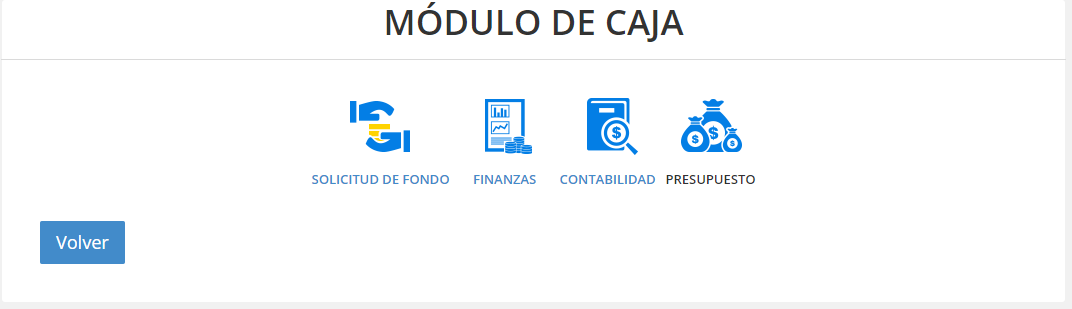 MÓDULO DE CAJA
SOLICITUD DE FONDO FINANZAS CONTABILIDAD PRESUPUESTO
Volver